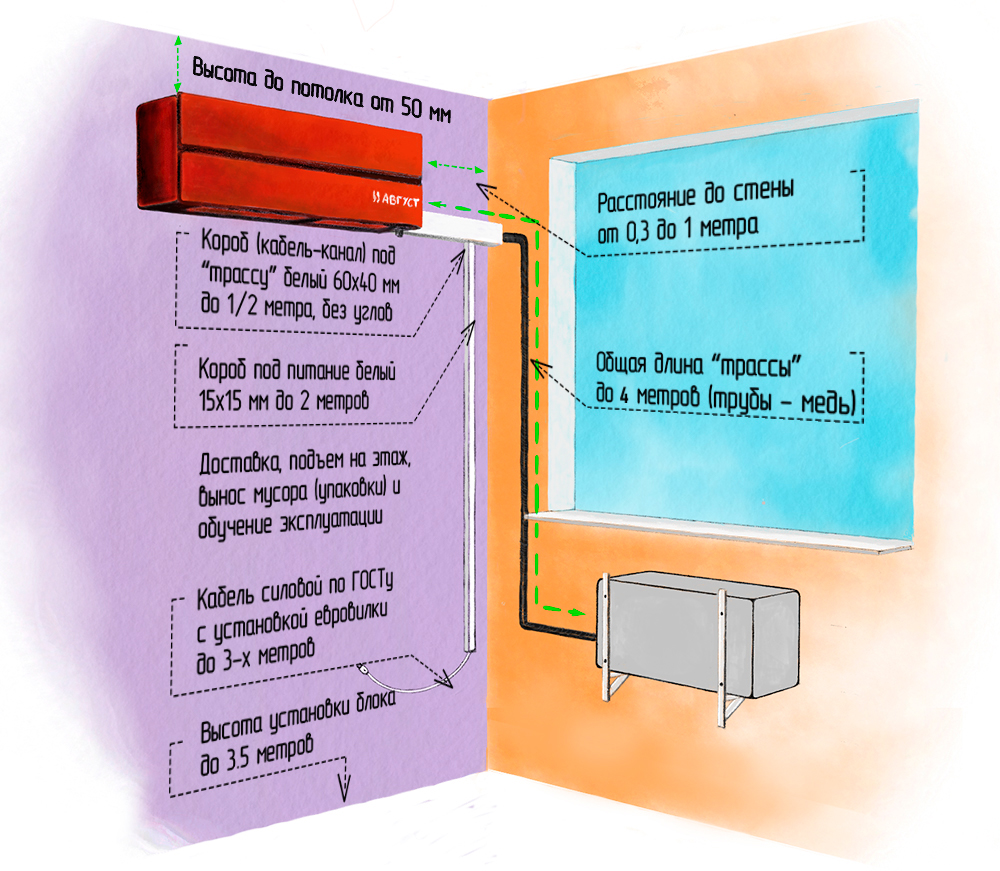 Высота до потолка от 50 мм
АВГУСТ
Расстояние до стены
от 0,3 до 1 метра
Короб (кабель-канал) под
"трассу" белый 60x40 мм
до 1/2 метра, без углов
Общая длина "трассы"
до 4 метров (трубы - медь)
Короб под питание белый
15x15 мм до 2 метров
Доставка, подъем на этаж,
вынос мусора (упаковки) и
обучение эксплуатации
Кабель силовой по ГОСТу
с установкой евровилки
до 3-х метров
Высота установки блока
до 3.5 метров